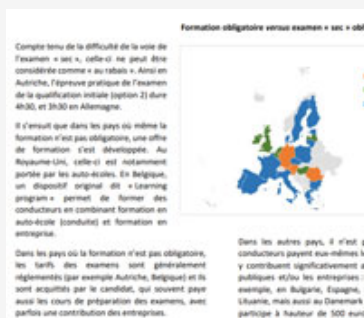 Formation obligatoire versus examen « sec » obl
Compte tenu de la difficulté de la voie de
l'examen « sec », celle-ci ne peut être
considérée comme « au rabais ». Ainsi en
Autriche, l'épreuve pratique de l'examen
de la qualification initiale (option 2) dure
4h30, et 3h30 en Allemagne.
Il s'ensuit que dans les pays où même la
formation n'est pas obligatoire, une offre
de formation s'est développée. Au
Royaume-Uni, celle-ci est notamment
portée par les auto-écoles. En Belgique,
un dispositif original dit « Learning
program » permet de former des
conducteurs en combinant formation en
auto-école (conduite) et formation en
entreprise.
Dans les pays où la formation n'est pas obligatoire,
les tarifs des examens sont généralement
réglementés (par exemple Autriche, Belgique) et ils
sont acquittés par le candidat, qui souvent paye
aussi les cours de préparation des examens, avec
parfois une contribution des entreprises.
Dans les autres pays, il n'est p
conducteurs payent eux-mêmes l
y contribuent significativement a
publiques et/ou les entreprises :
exemple, en Bulgarie, Espagne,
Lituanie, mais aussi au Danemark o
participe à hauteur de 500 euro